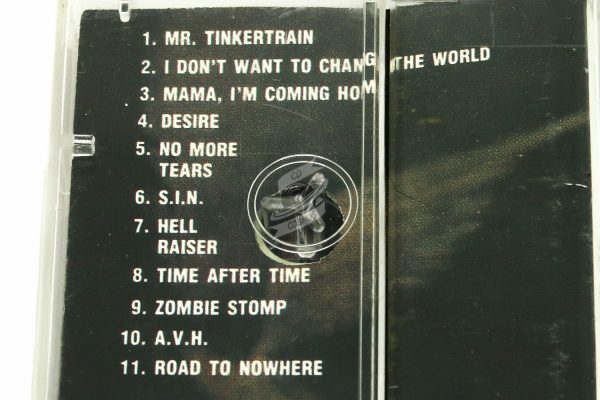 1. MR. TINKERTRAIN
2. I DON'T WANT TO CHANG THE WORLD
3. MAMA, I'M COMING HOM
4. DESIRE
5. NO MORE
TEARS
CD
6. S.I.N.
7. HELL
RAISER
8. TIME AFTER TIME
9. ZOMBIE STOMP
10. A.V.H.
11. ROAD TO NOWHERE